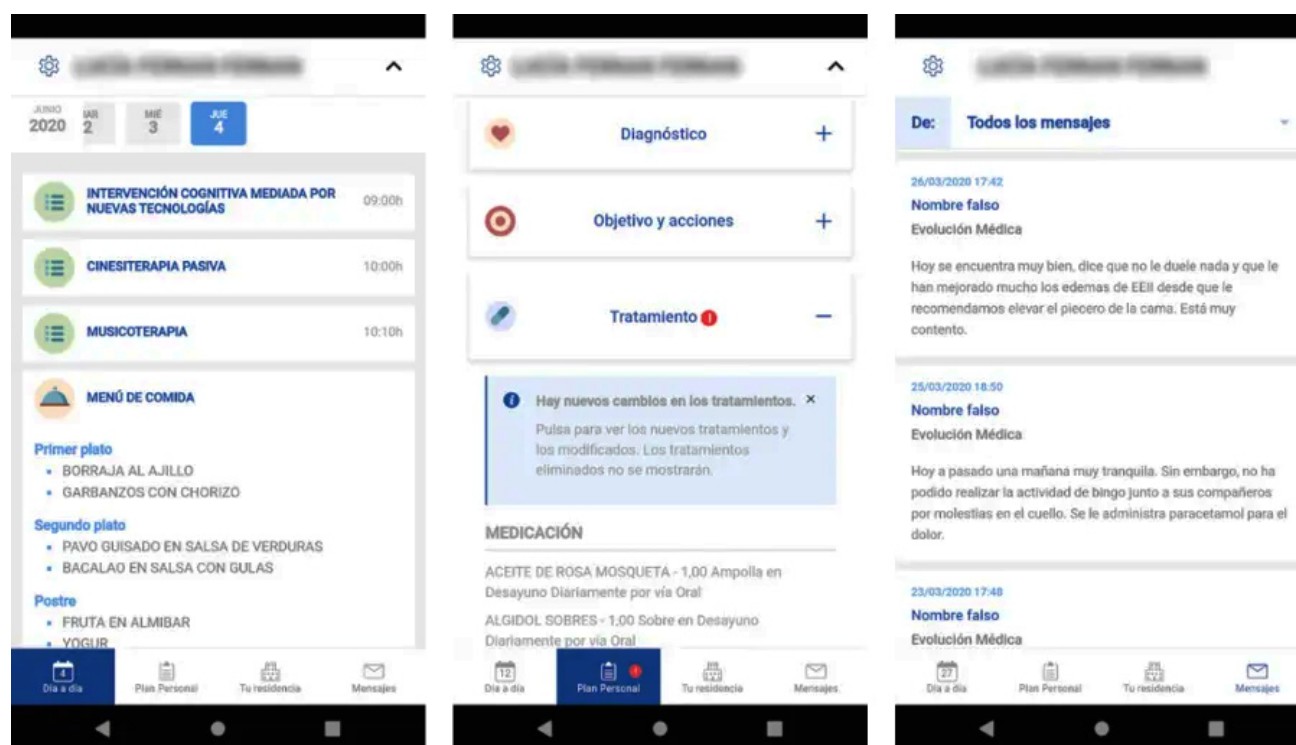 JUNIO
2020
MAR
2
MIÉ
3
JUE
4
INTERVENCIÓN COGNITIVA MEDIADA POR
NUEVAS TECNOLOGÍAS
09:00h
CINESITERAPIA PASIVA
10:00h
MUSICOTERAPIA
10:10h
MENÚ DE COMIDA
Primer plato
BORRAJA AL AJILLO
GARBANZOS CON CHORIZO
Segundo plato
PAVO GUISADO EN SALSA DE VERDURAS
BACALAO EN SALSA CON GULAS
Postre
FRUTA EN ALMIBAR
YOGUR
4
Día a día
Plan Personal
Tu residencia
Mensajes
Diagnóstico
Objetivo y acciones
Tratamiento
Hay nuevos cambios en los tratamientos.
Pulsa para ver los nuevos tratamientos y
los modificados. Los tratamientos
eliminados no se mostrarán.
MEDICACIÓN
ACEITE DE ROSA MOSQUETA - 1,00 Ampolla en
Desayuno Diariamente por vía Oral
ALGIDOL SOBRES - 1,00 Sobre en Desayuno
Diariamente por vía Oral
12
Día a día
Plan Personal
Tu residencia
Mensajes
De: Todos los mensajes
26/03/2020 17:42
Nombre falso
Evolución Médica
Hoy se encuentra muy bien, dice que no le duele nada y que le
han mejorado mucho los edemas de EEII desde que le
recomendamos elevar el piecero de la cama. Está muy
contento.
25/03/2020 18:50
Nombre falso
Evolución Médica
Hoy a pasado una mañana muy tranquila. Sin embargo, no ha
podido realizar la actividad de bingo junto a sus compañeros
por molestias en el cuello. Se le administra paracetamol para el
dolor.
23/03/2020 17:48
Nombre falso
Evolución Médica
27
Día a día
Plan Personal
Tu residencia
Mensajes